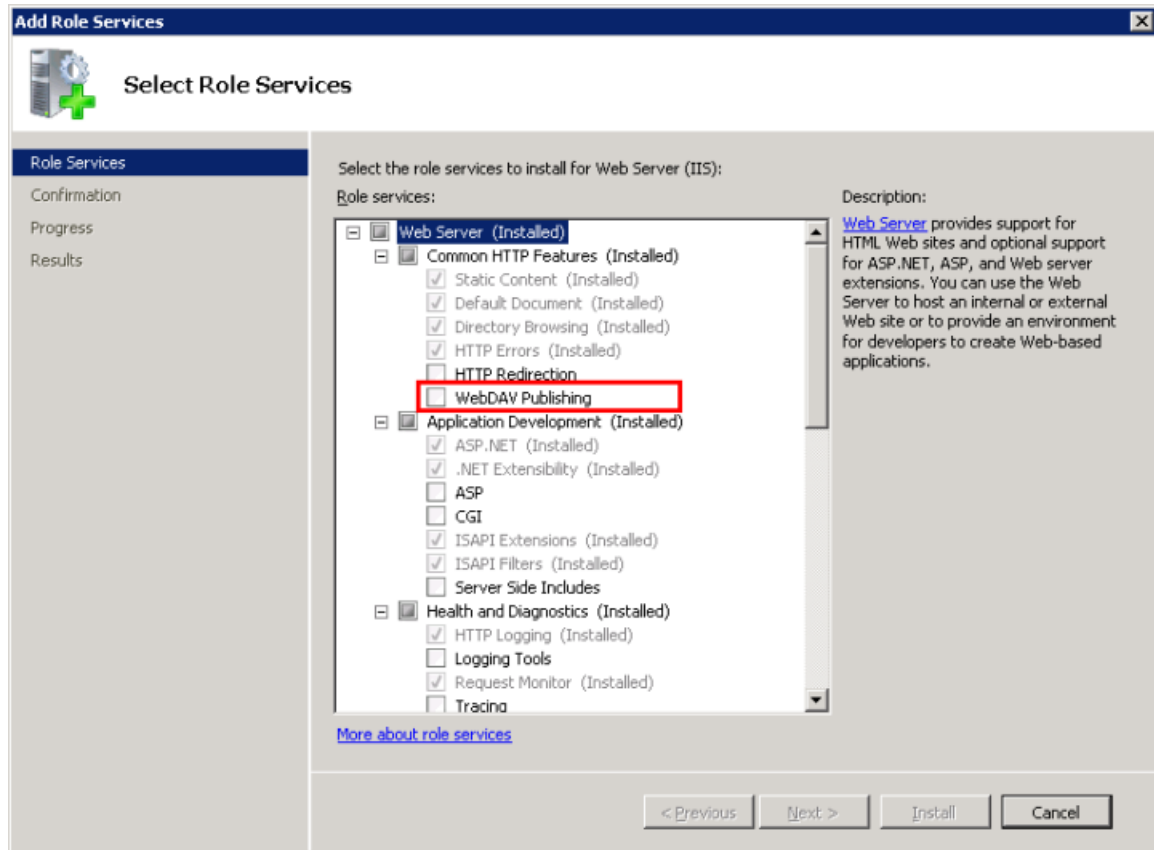 Add Role Services
Select Role Services
Role Services
Confirmation
Progress
Results
Select the role services to install for Web Server (IIS):
Role services:
Web Server (Installed)
Common HTTP Features (Installed)
Static Content (Installed)
Default Document (Installed)
Directory Browsing (Installed)
HTTP Errors (Installed)
HTTP Redirection
WebDAV Publishing
Application Development (Installed)
ASP.NET (Installed)
.NET Extensibility (Installed)
ASP
CGI
ISAPI Extensions (Installed)
ISAPI Filters (Installed)
Server Side Includes
Health and Diagnostics (Installed)
HTTP Logging (Installed)
Logging Tools
Request Monitor (Installed)
Tracing
More about role services
Description:
Web Server provides support for
HTML Web sites and optional support
for ASP.NET, ASP, and Web server
extensions. You can use the Web
Server to host an internal or external
Web site or to provide an environment
for developers to create Web-based
applications.
< Previous
Next >
Install
Cancel